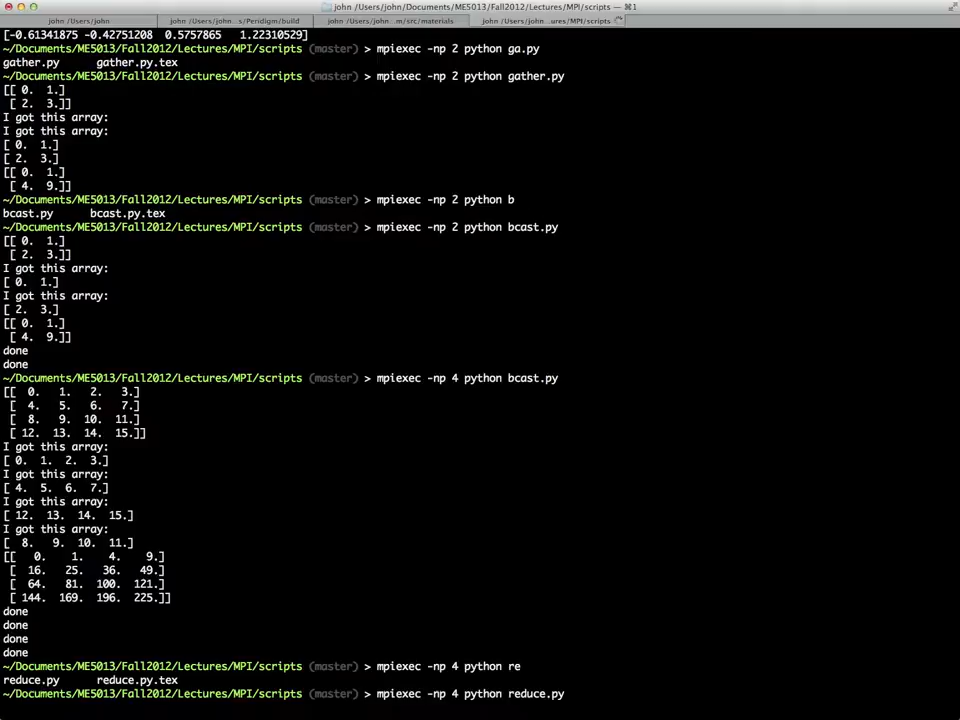 john /Users/john/Documents/ME5013/Fall2012/Lectures/MPI/scripts — ⌘1
john /Users/john
john /Users/john...s/Peridigm/build
john /Users/john...m/src/materials
john /Users/john...ures/MPI/scripts
[-0.61341875 -0.42751208  0.5757865   1.22310529]
~/Documents/ME5013/Fall2012/Lectures/MPI/scripts (master) > mpiexec -np 2 python ga.py
gather.py      gather.py.tex
~/Documents/ME5013/Fall2012/Lectures/MPI/scripts (master) > mpiexec -np 2 python gather.py
[[ 0.  1.]
 [ 2.  3.]]
I got this array:
I got this array:
[ 0.  1.]
[ 2.  3.]
[[ 0.  1.]
 [ 4.  9.]]
~/Documents/ME5013/Fall2012/Lectures/MPI/scripts (master) > mpiexec -np 2 python b
bcast.py      bcast.py.tex
~/Documents/ME5013/Fall2012/Lectures/MPI/scripts (master) > mpiexec -np 2 python bcast.py
[[ 0.  1.]
 [ 2.  3.]]
I got this array:
[ 0.  1.]
I got this array:
[ 2.  3.]
[[ 0.  1.]
 [ 4.  9.]]
done
done
~/Documents/ME5013/Fall2012/Lectures/MPI/scripts (master) > mpiexec -np 4 python bcast.py
[[  0.   1.   2.   3.]
 [  4.   5.   6.   7.]
 [  8.   9.  10.  11.]
 [ 12.  13.  14.  15.]]
I got this array:
[ 0.  1.  2.  3.]
I got this array:
[ 4.  5.  6.  7.]
I got this array:
[ 12.  13.  14.  15.]
I got this array:
[  8.   9.  10.  11.]
[[   0.    1.    4.    9.]
 [  16.   25.   36.   49.]
 [  64.   81.  100.  121.]
 [ 144.  169.  196.  225.]]
done
done
done
done
~/Documents/ME5013/Fall2012/Lectures/MPI/scripts (master) > mpiexec -np 4 python re
reduce.py      reduce.py.tex
~/Documents/ME5013/Fall2012/Lectures/MPI/scripts (master) > mpiexec -np 4 python reduce.py